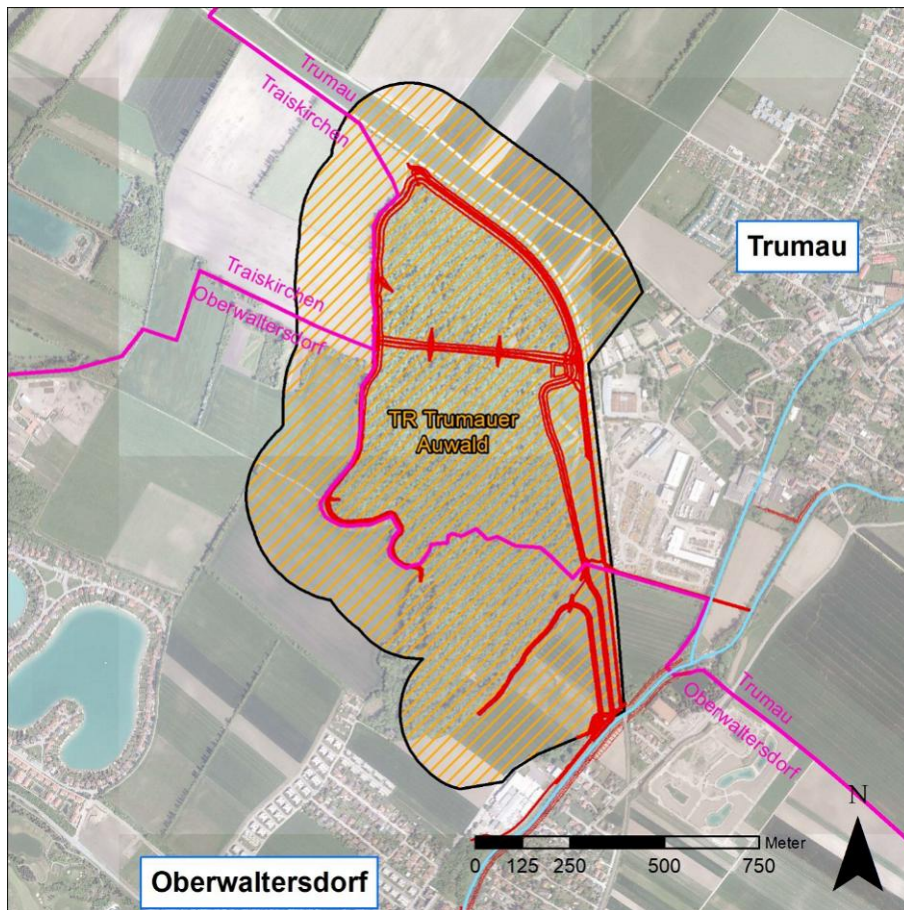 Trumau
Traiskirchen
Trumau
Traiskirchen
Oberwaltersdorf
TR Trumauer
Auwald
Trumau
Oberwaltersdorf
N
Meter
0 125 250 500 750
Oberwaltersdorf